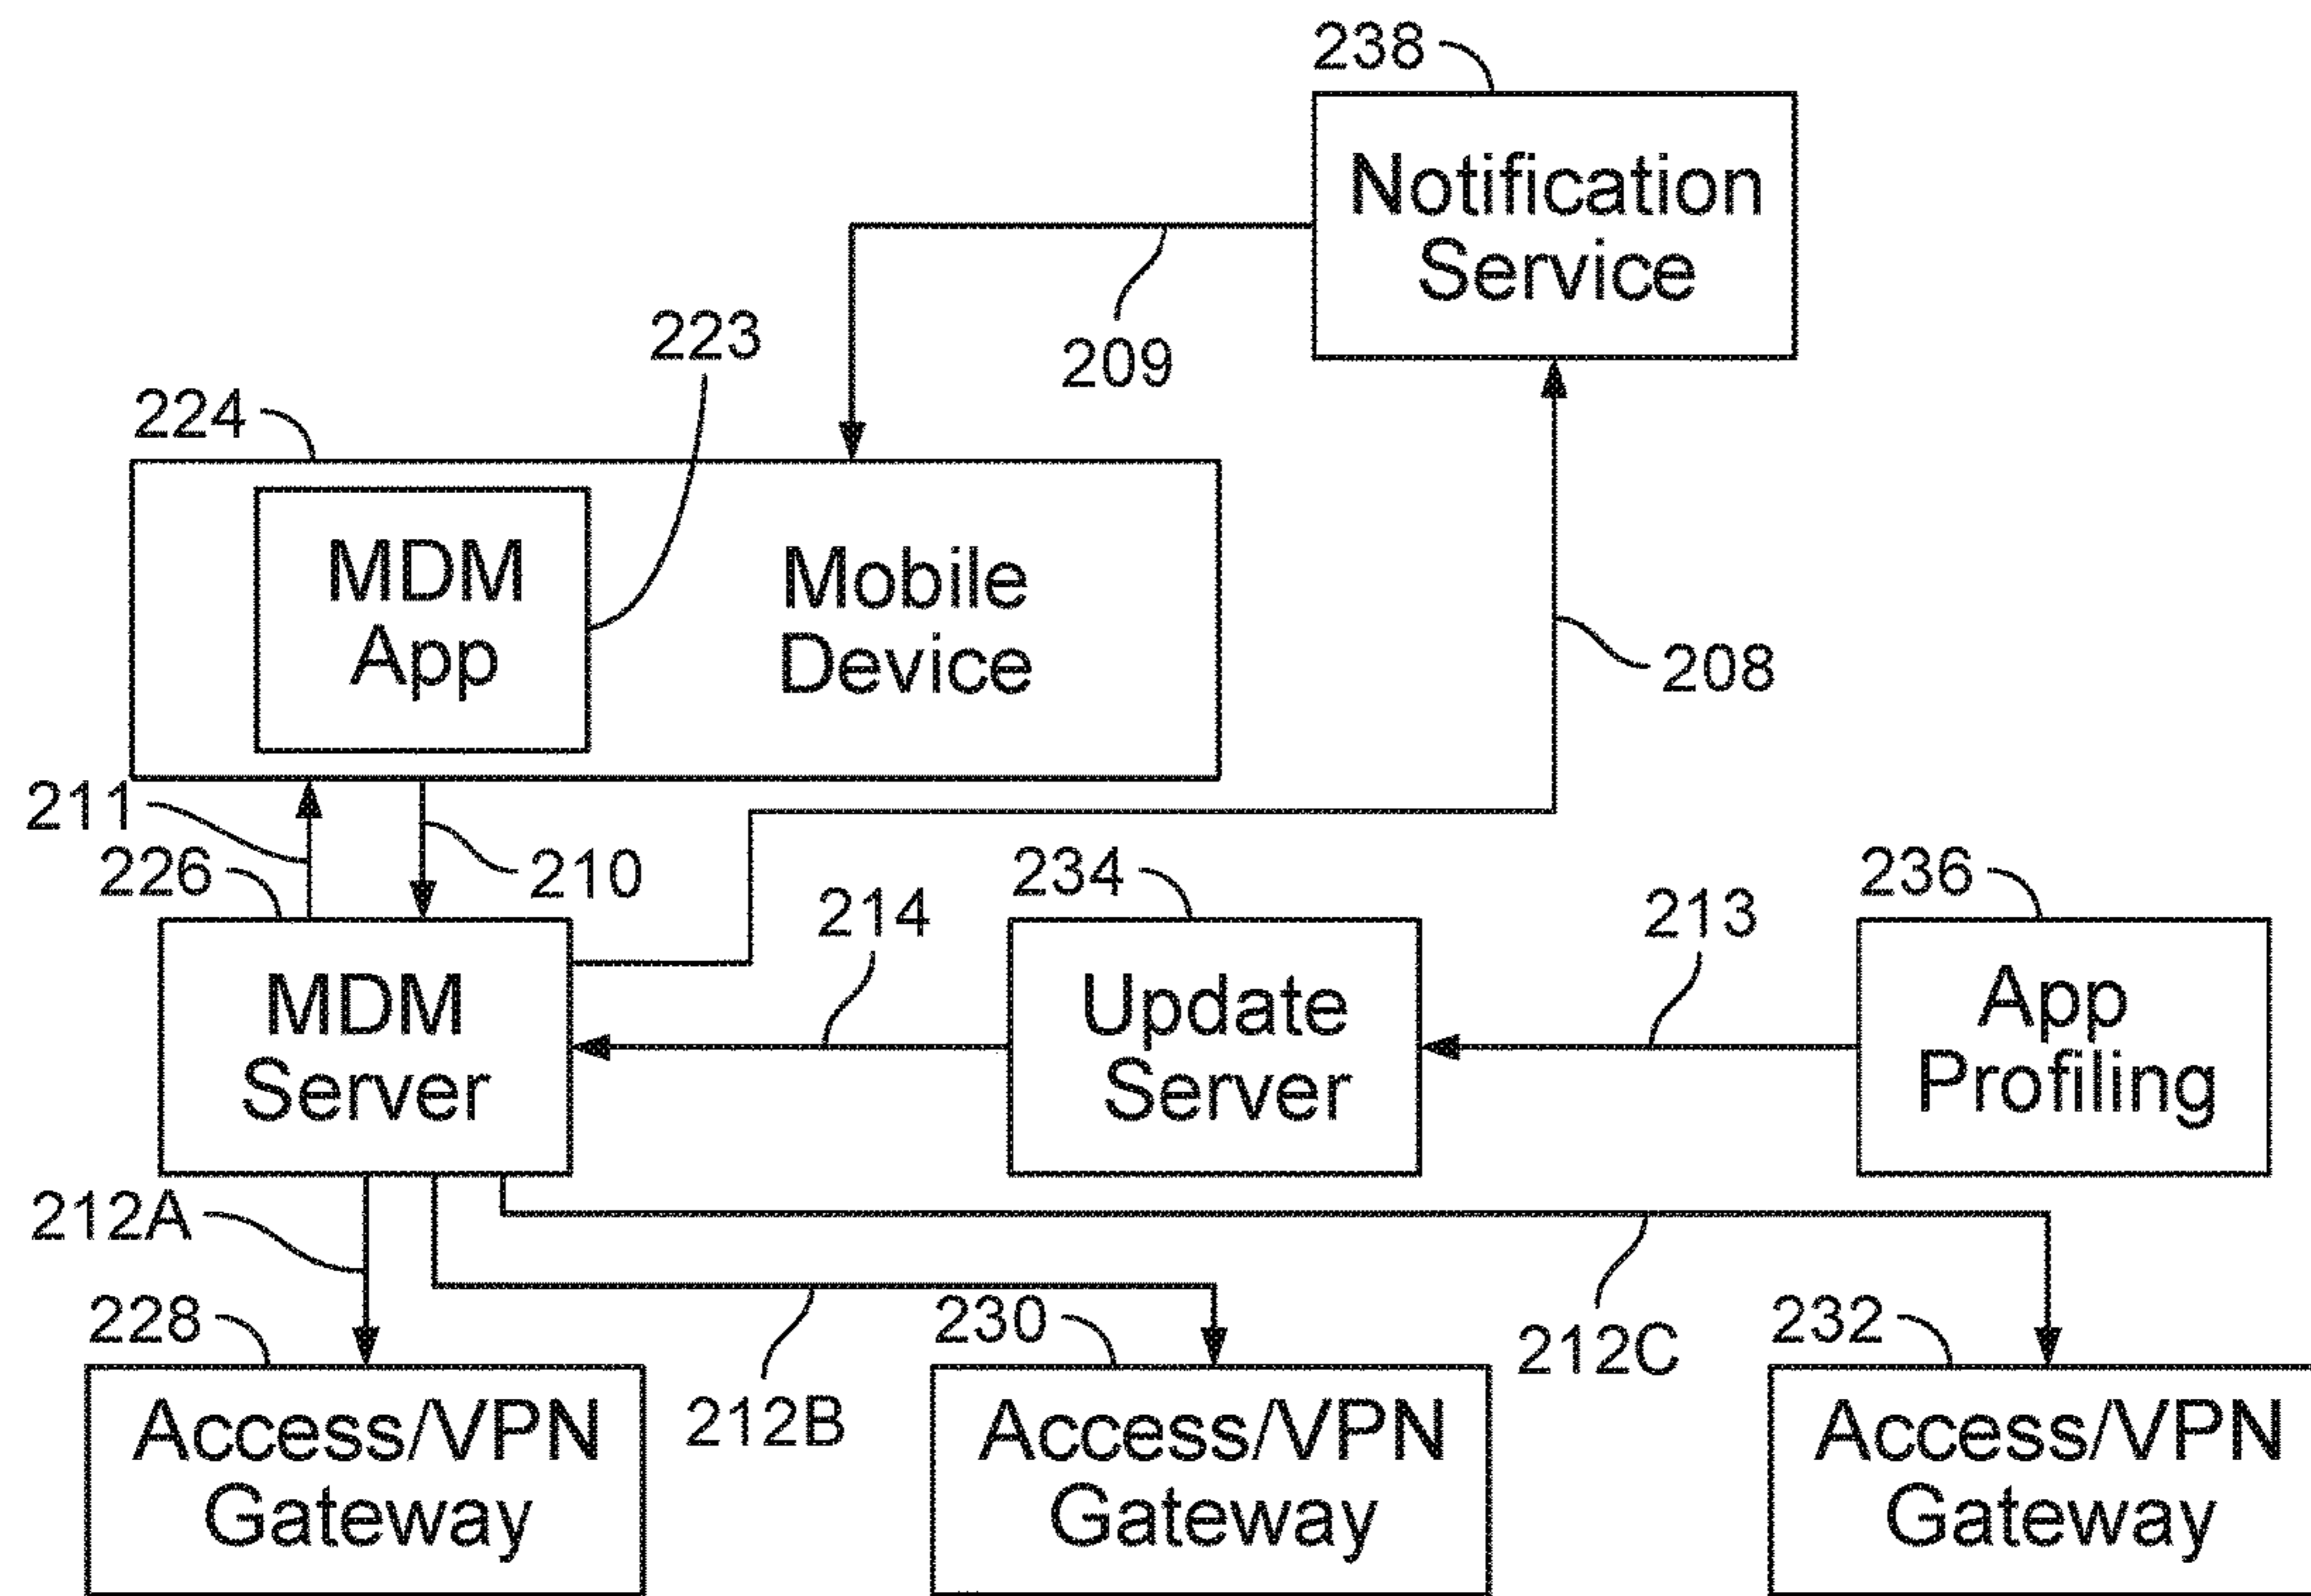 238
Notification
Service
209
223
224
MDM
App
Mobile
Device
208
211
210
226
234
236
214
213
MDM
Server
Update
Server
App
Profiling
212A
212B
212C
228
230
232
Access/VPN
Gateway
Access/VPN
Gateway
Access/VPN
Gateway